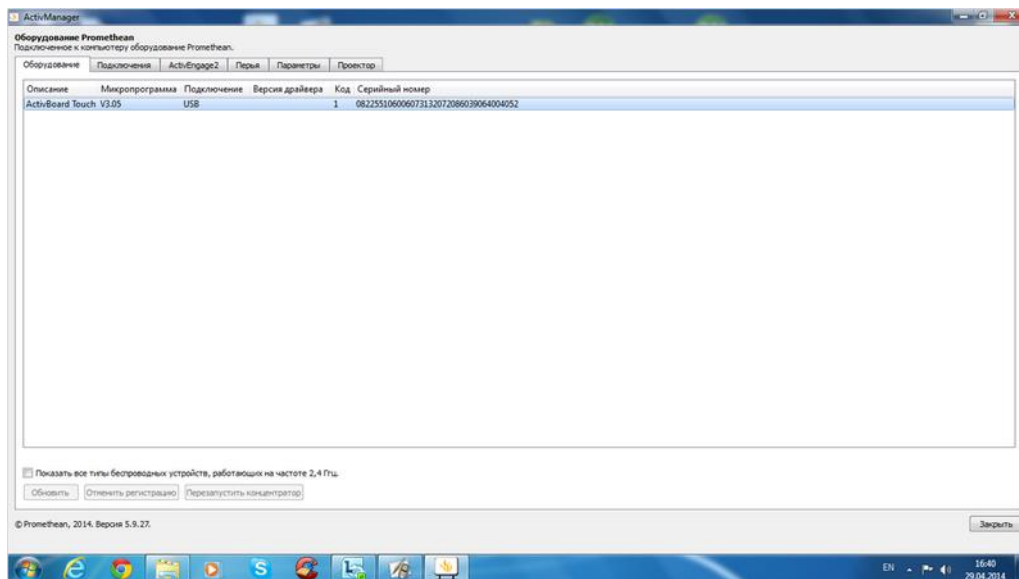 ActivManager
Оборудование Promethean
Подключенное к компьютеру оборудование Promethean.
Оборудование Подключения ActivEngage2 Перья Параметры Проектор
Описание Микропрограмма Подключение Версия драйвера Код Серийный номер
ActivBoard Touch V3.05 USB 1 0822551060060731320720860390640040​52
Показать все типы беспроводных устройств, работающих на частоте 2,4 Ггц.
Обновить Отменить регистрацию Перезапустить концентратор
© Promethean, 2014. Версия 5.9.27.
Закрыть
EN 16:40
29.04.2014